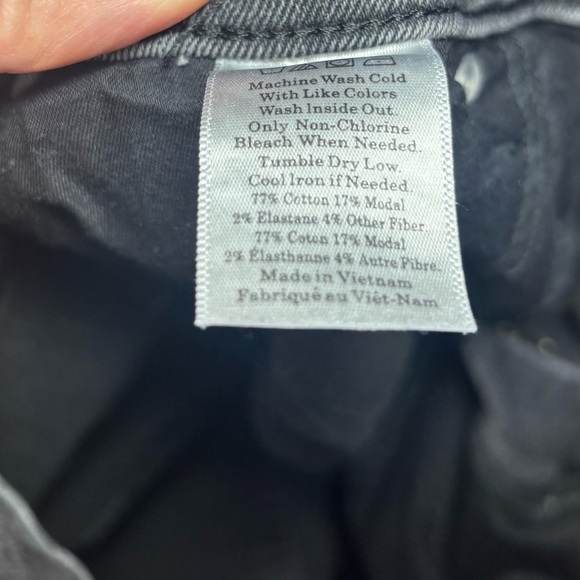 Machine Wash Cold
With Like Colors
Wash Inside Out.
Only Non-Chlorine
Bleach When Needed.
Tumble Dry Low.
Cool Iron if Needed.
77% Cotton 17% Modal
2% Elastane 4% Other Fiber
77% Coton 17% Modal
2% Élasthanne 4% Autre Fibre.
Made in Vietnam
Fabriqué au Viêt-Nam